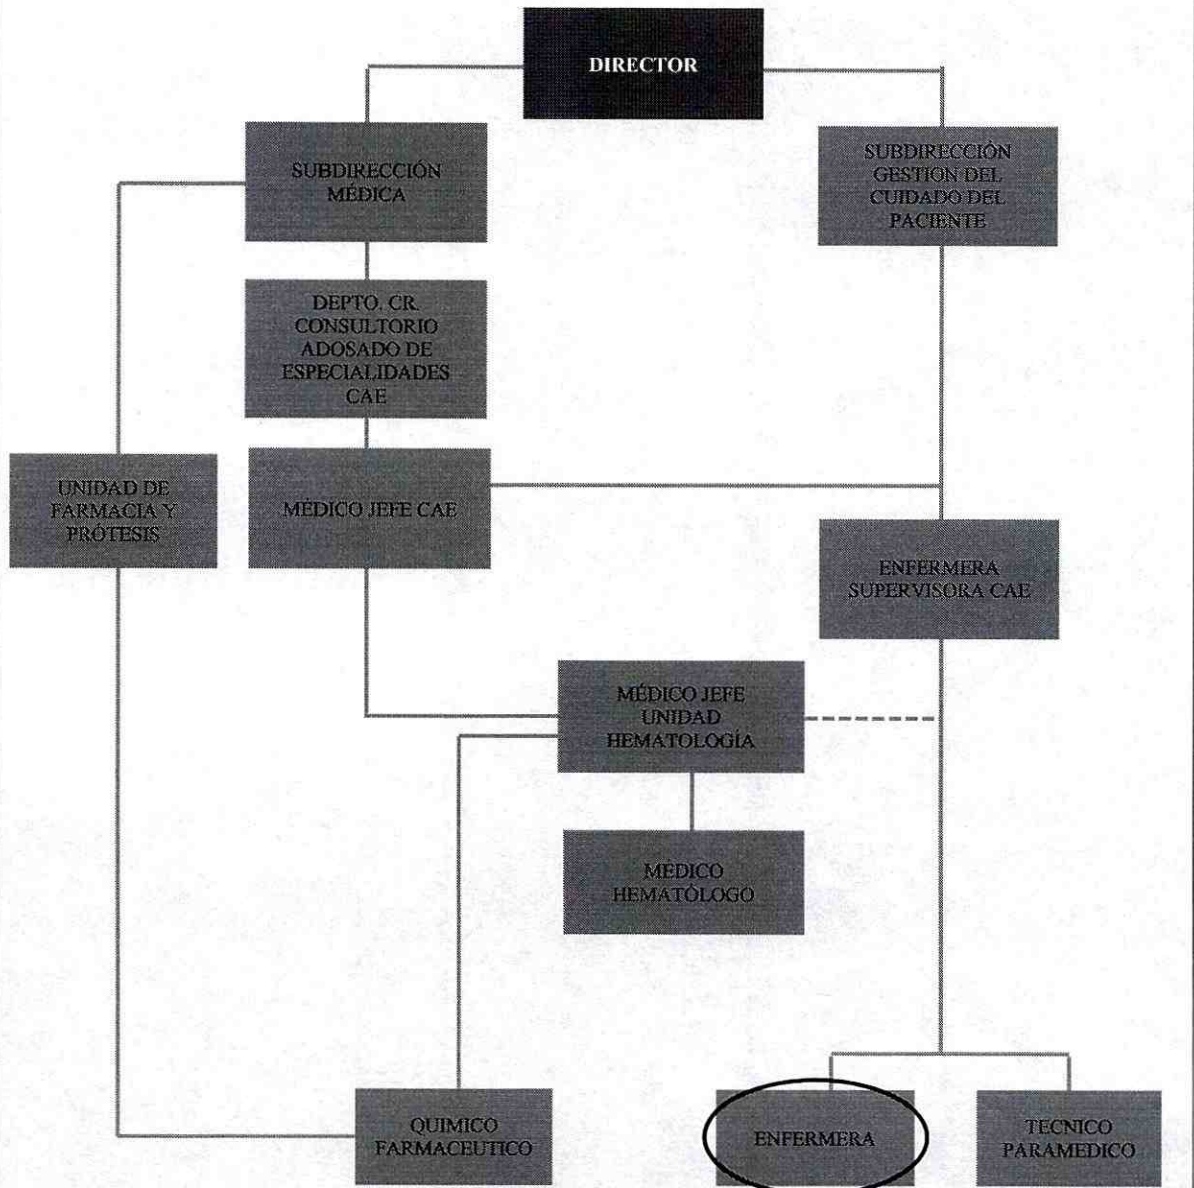 DIRECTOR
SUBDIRECCIÓN
MÉDICA
SUBDIRECCIÓN
GESTION DEL
CUIDADO DEL
PACIENTE
DEPTO. CR.
CONSULTORIO
ADOSADO DE
ESPECIALIDADES
CAE
UNIDAD DE
FARMACIA Y
PRÓTESIS
MÉDICO JEFE CAE
ENFERMERA
SUPERVISORA CAE
MÉDICO JEFE
UNIDAD
HEMATOLOGÍA
MÉDICO
HEMATÓLOGO
QUIMICO
FARMACEUTICO
ENFERMERA
TECNICO
PARAMEDICO